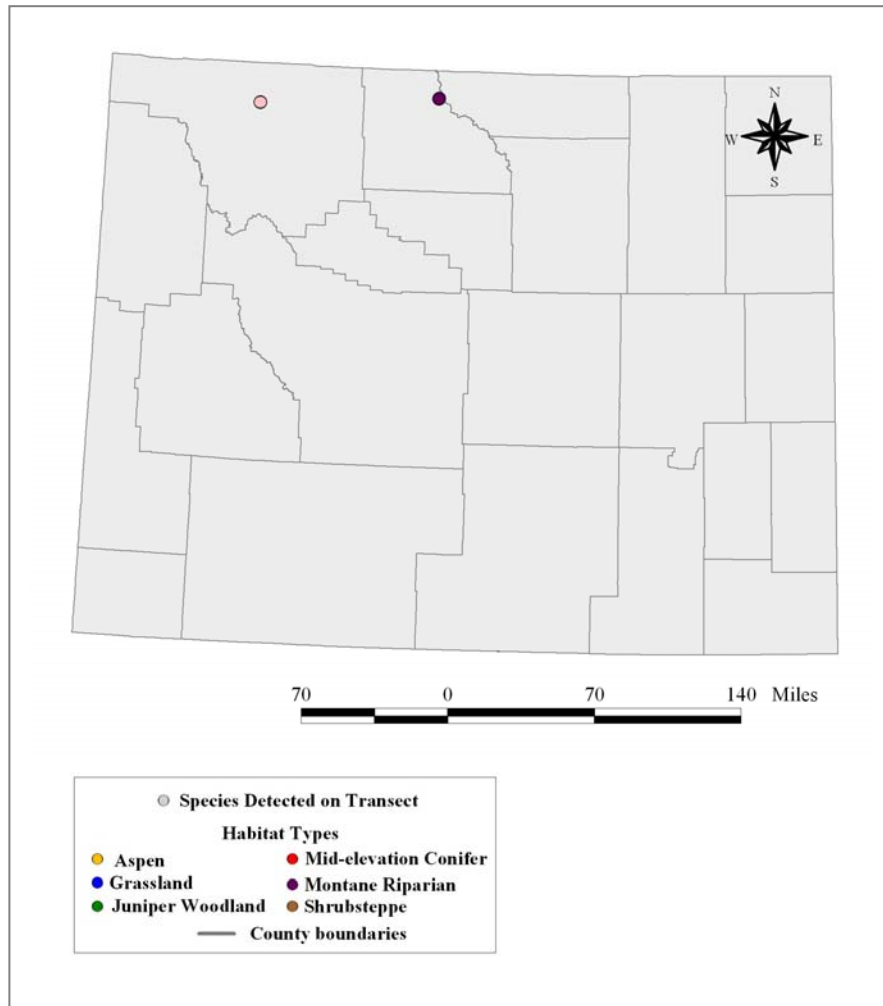 N
W E
S
70 0 70 140 Miles
Species Detected on Transect
Habitat Types
Aspen Mid-elevation Conifer
Grassland Montane Riparian
Juniper Woodland Shrubsteppe
County boundaries